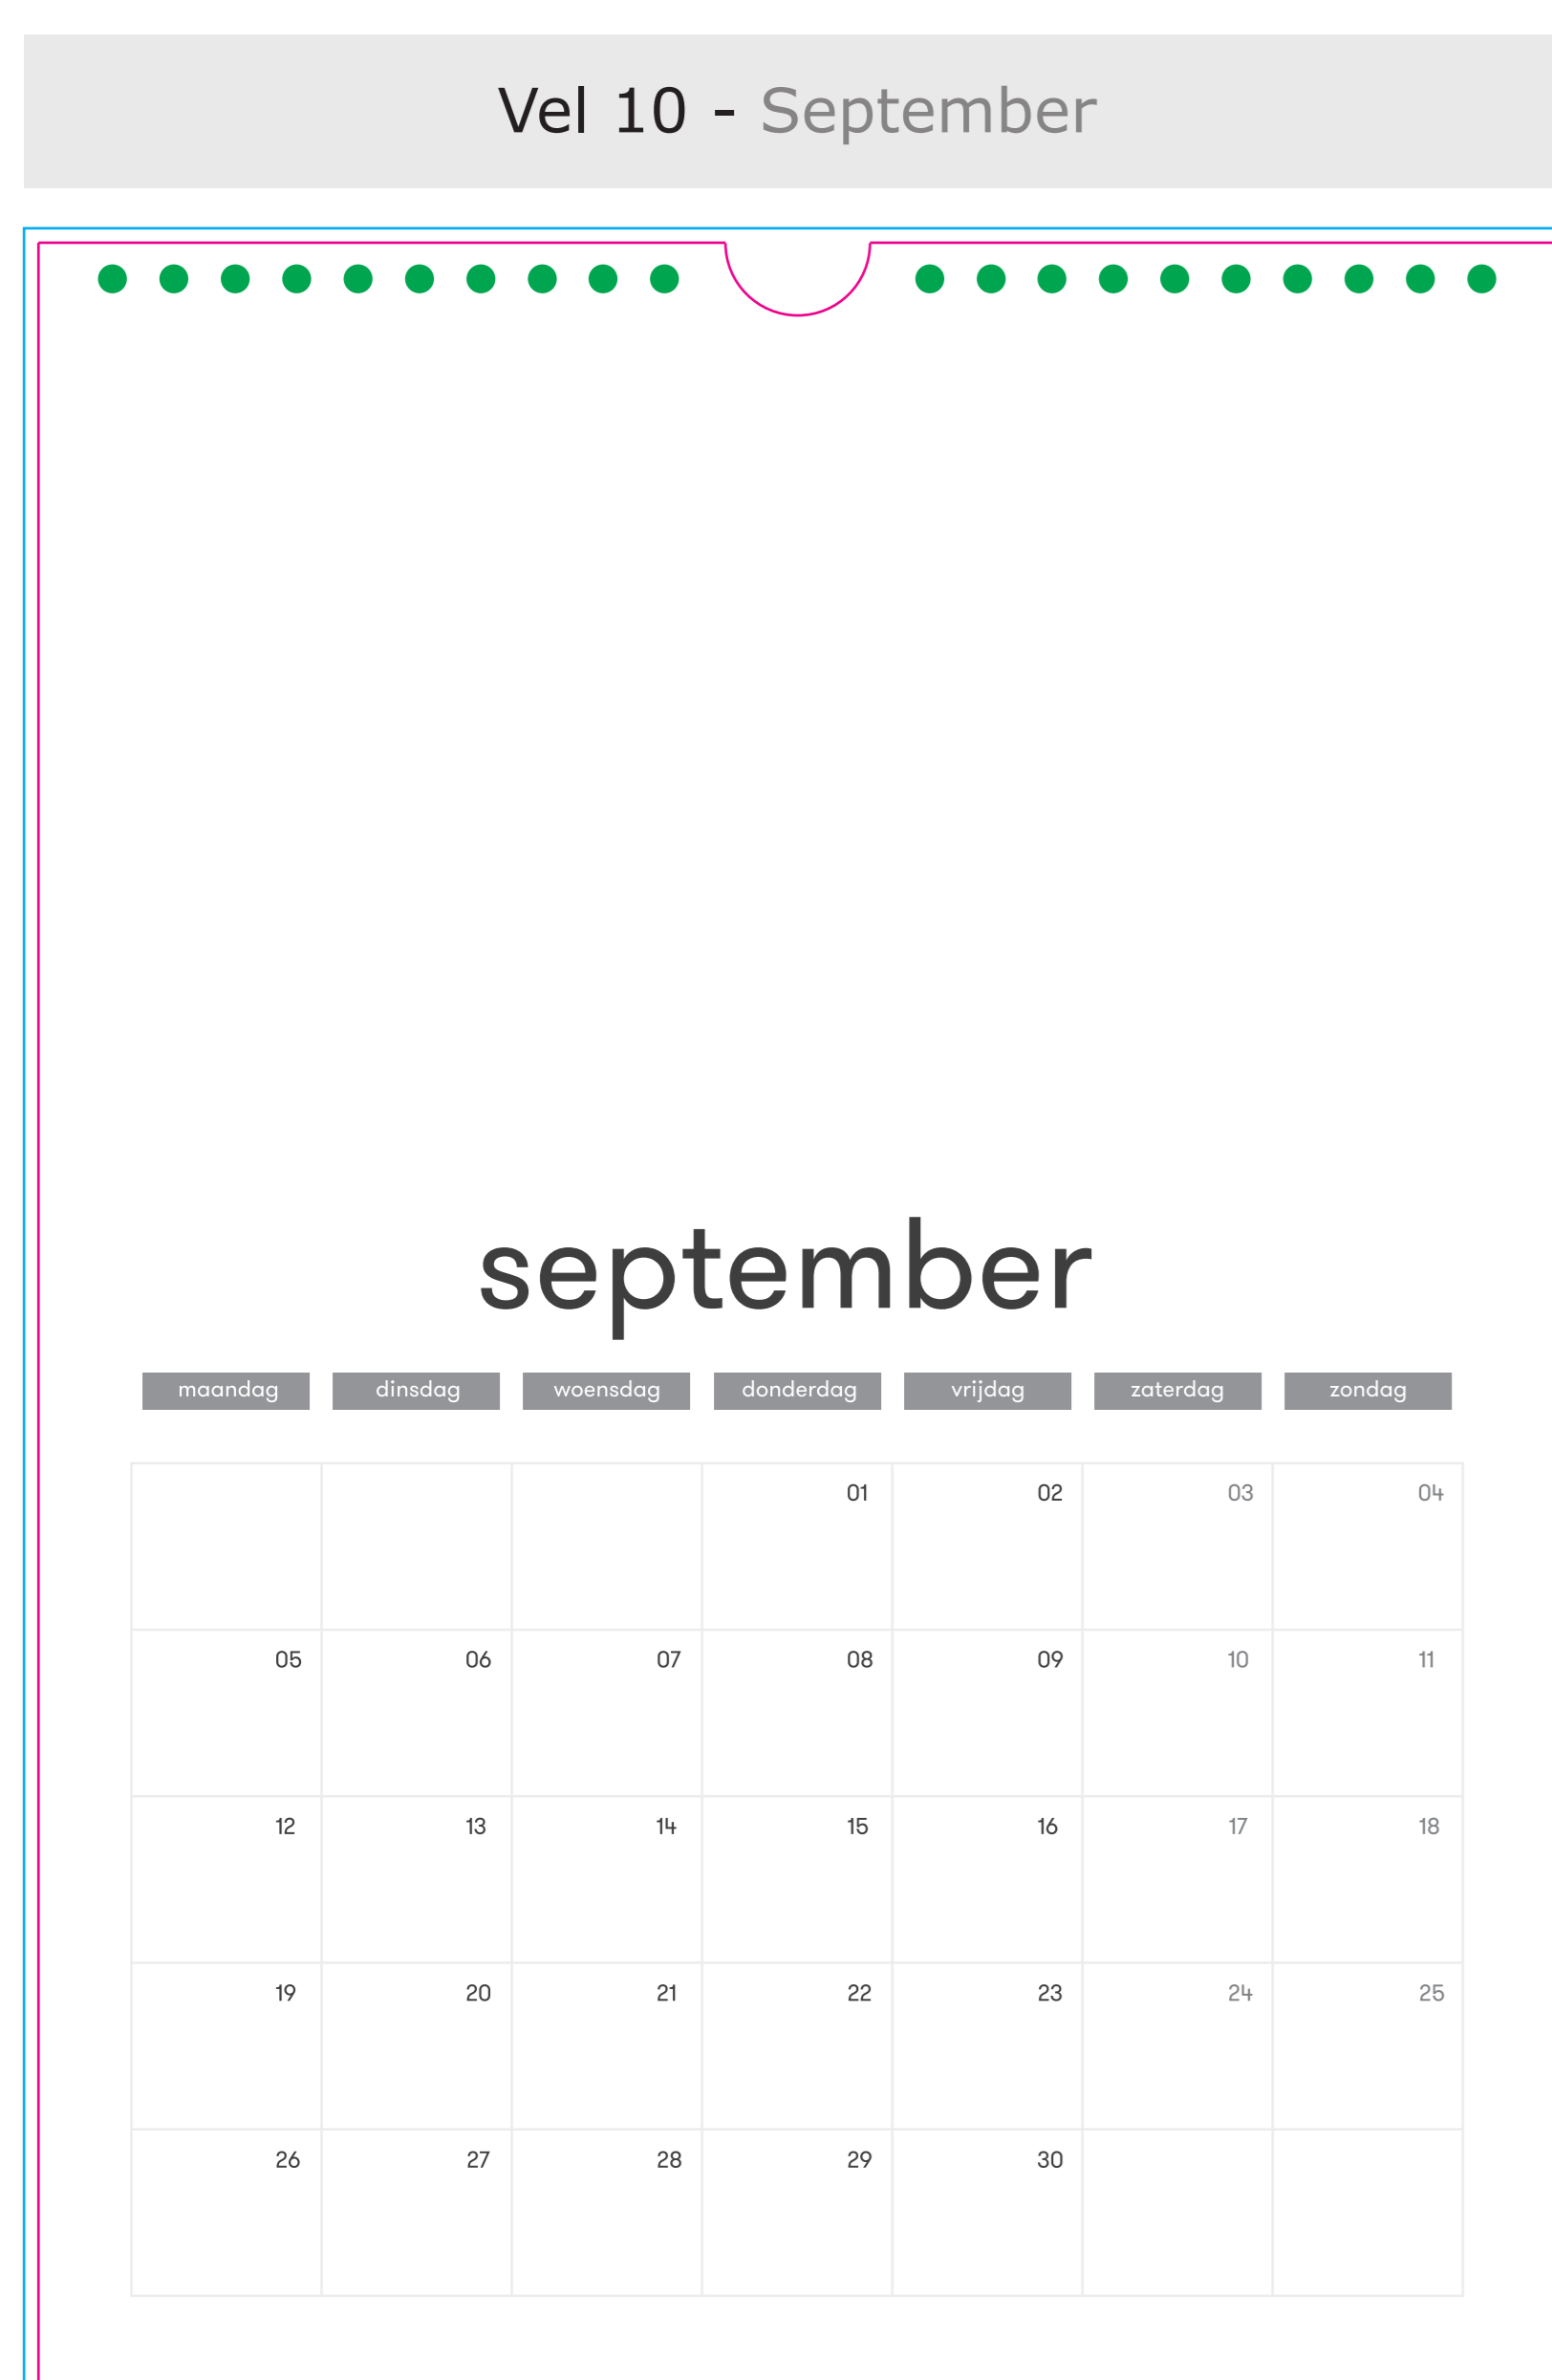 Vel 10 - September
september
maandag dinsdag woensdag donderdag vrijdag zaterdag zondag
01 02 03 04
05 06 07 08 09 10 11
12 13 14 15 16 17 18
19 20 21 22 23 24 25
26 27 28 29 30